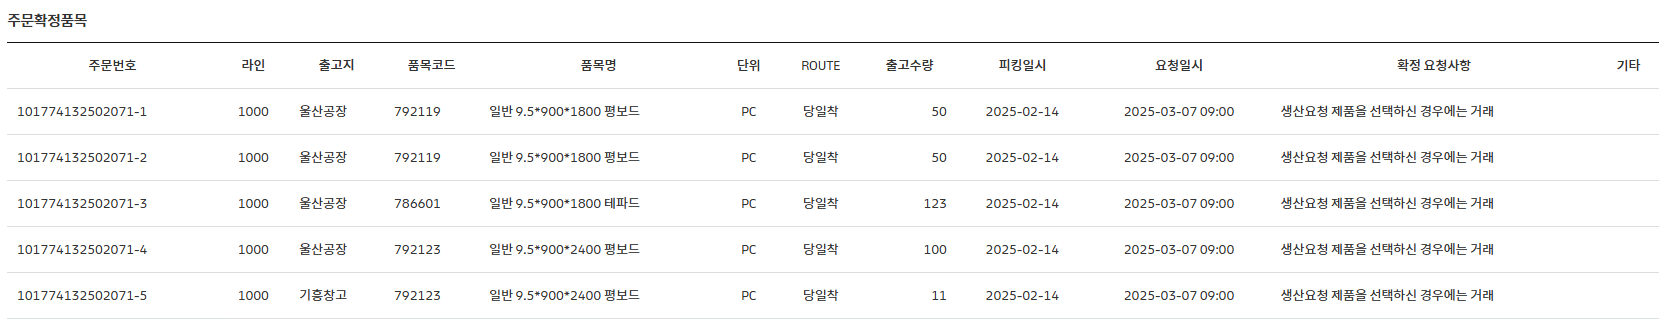 주문확정품목
주문번호 라인 출고지 품목코드 품목명 단위 ROUTE 출고수량 피킹일시 요청일시 확정 요청사항 기타
101774132502071-1 1000 울산공장 792119 일반 9.5*900*1800 평보드 PC 당일착 50 2025-02-14 2025-03-07 09:00 생산요청 제품을 선택하신 경우에는 거래
101774132502071-2 1000 울산공장 792119 일반 9.5*900*1800 평보드 PC 당일착 50 2025-02-14 2025-03-07 09:00 생산요청 제품을 선택하신 경우에는 거래
101774132502071-3 1000 울산공장 786601 일반 9.5*900*1800 테파드 PC 당일착 123 2025-02-14 2025-03-07 09:00 생산요청 제품을 선택하신 경우에는 거래
101774132502071-4 1000 울산공장 792123 일반 9.5*900*2400 평보드 PC 당일착 100 2025-02-14 2025-03-07 09:00 생산요청 제품을 선택하신 경우에는 거래
101774132502071-5 1000 기흥창고 792123 일반 9.5*900*2400 평보드 PC 당일착 11 2025-02-14 2025-03-07 09:00 생산요청 제품을 선택하신 경우에는 거래